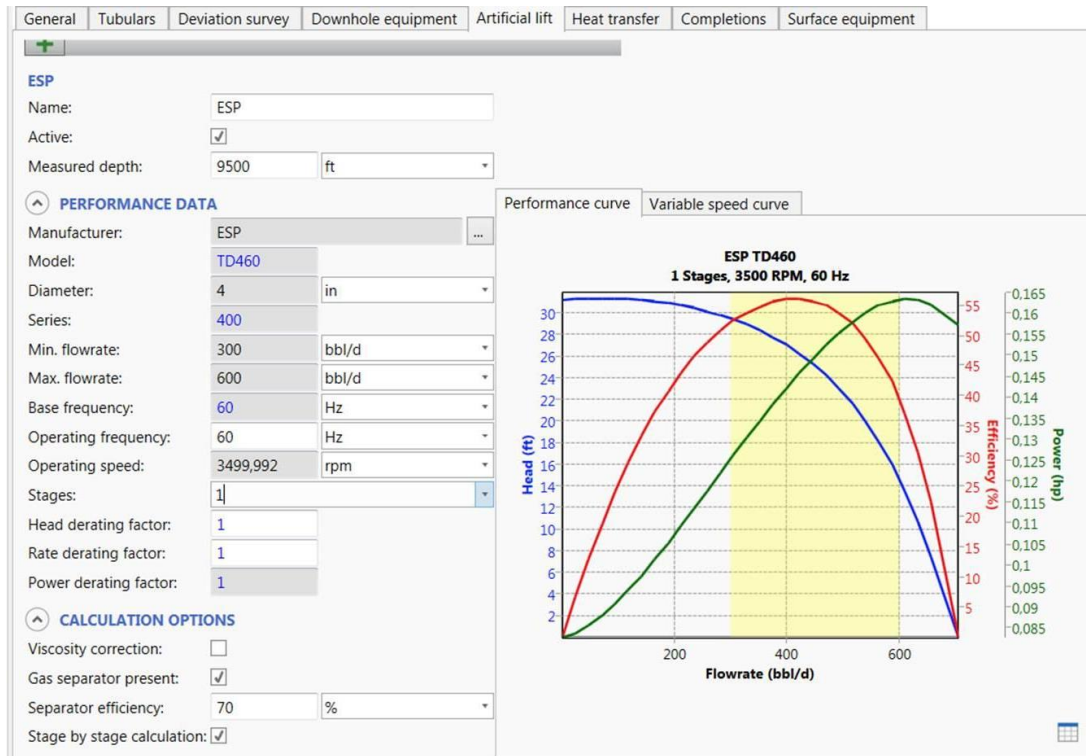 General Tubulars Deviation survey Downhole equipment Artificial lift Heat transfer Completions Surface equipment
ESP
Name: ESP
Active:
Measured depth: 9500 ft
PERFORMANCE DATA
Manufacturer: ESP ...
Model: TD460
Diameter: 4 in
Series: 400
Min. flowrate: 300 bbl/d
Max. flowrate: 600 bbl/d
Base frequency: 60 Hz
Operating frequency: 60 Hz
Operating speed: 3499,992 rpm
Stages: 1
Head derating factor: 1
Rate derating factor: 1
Power derating factor: 1
CALCULATION OPTIONS
Viscosity correction:
Gas separator present:
Separator efficiency: 70 %
Stage by stage calculation:
Performance curve Variable speed curve
ESP TD460
1 Stages, 3500 RPM, 60 Hz
Head (ft)
30
28
26
24
22
20
18
16
14
12
10
8
6
4
2
200 400 600
Flowrate (bbl/d)
55
50
45
40
35
30
25
20
15
10
5
Efficiency (%)
0,165
0,16
0,155
0,15
0,145
0,14
0,135
0,13
0,125
0,12
0,115
0,11
0,105
0,1
0,095
0,09
0,085
Power (hp)